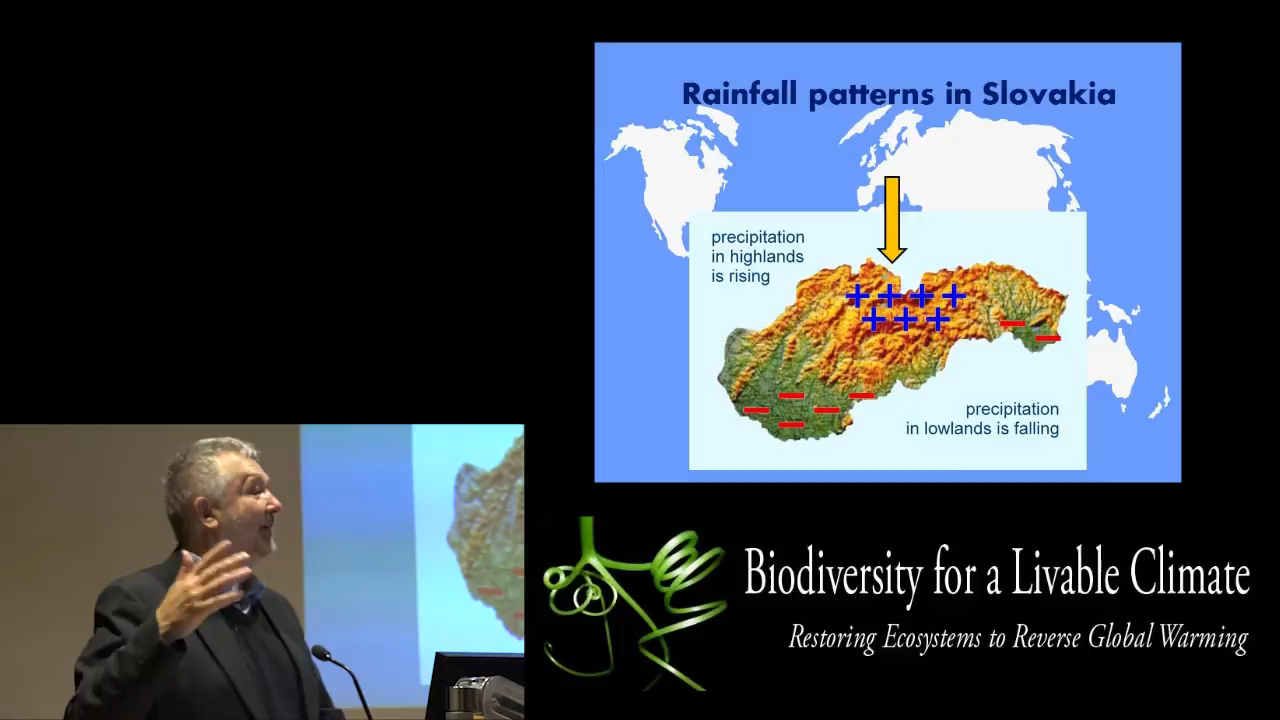 Rainfall patterns in Slovakia
precipitation
in highlands
is rising
precipitation
in lowlands is falling
Biodiversity for a Livable Climate
Restoring Ecosystems to Reverse Global Warming